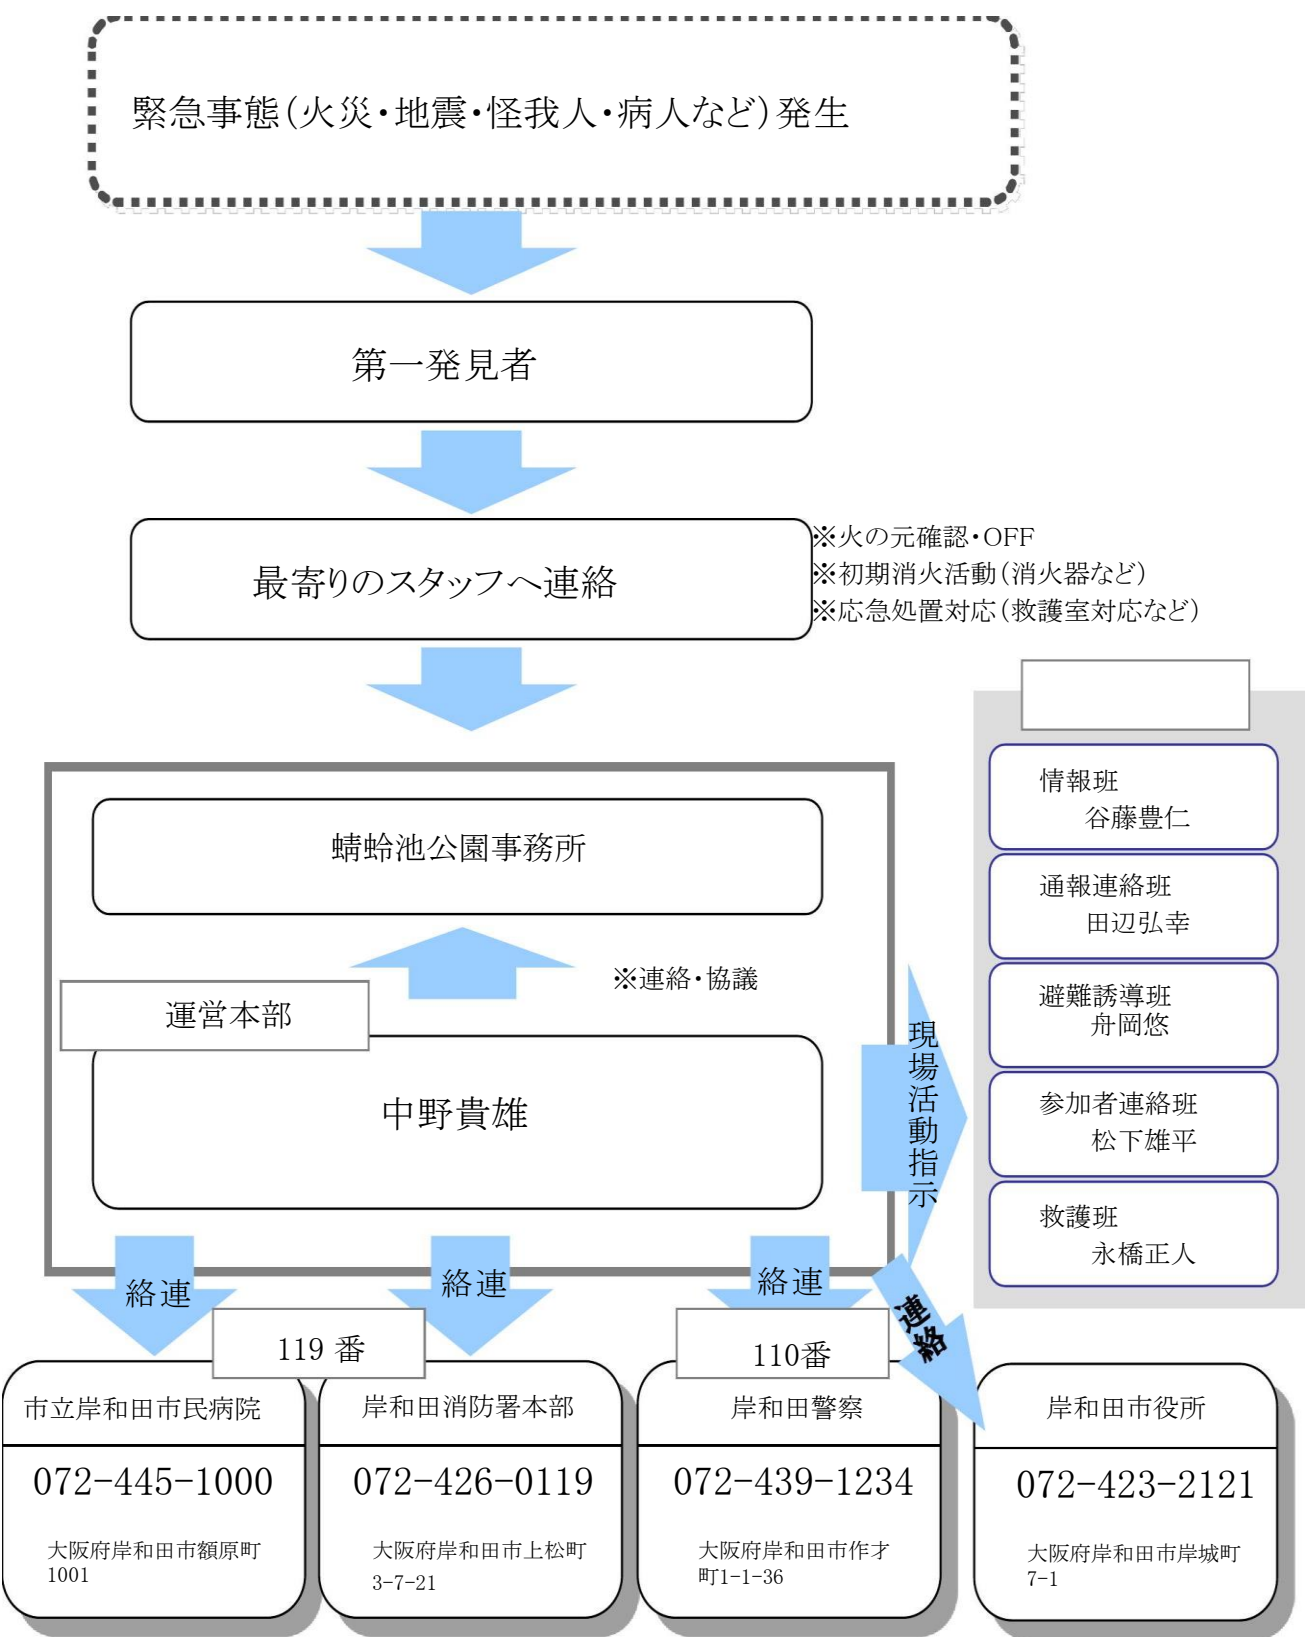 緊急事態(火災・地震・怪我人・病人など)発生
第一発見者
最寄りのスタッフへ連絡
※火の元確認・OFF
※初期消火活動(消火器など)
※応急処置対応(救護室対応など)
蜻蛉池公園事務所
※連絡・協議
運営本部
中野貴雄
現場活動指示
情報班
谷藤豊仁
通報連絡班
田辺弘幸
避難誘導班
舟岡悠
参加者連絡班
松下雄平
救護班
永橋正人
絡連
絡連
絡連
連絡
119 番
110番
市立岸和田市民病院
072-445-1000
大阪府岸和田市額原町
1001
岸和田消防署本部
072-426-0119
大阪府岸和田市上松町
3-7-21
岸和田警察
072-439-1234
大阪府岸和田市作才
町1-1-36
岸和田市役所
072-423-2121
大阪府岸和田市岸城町
7-1